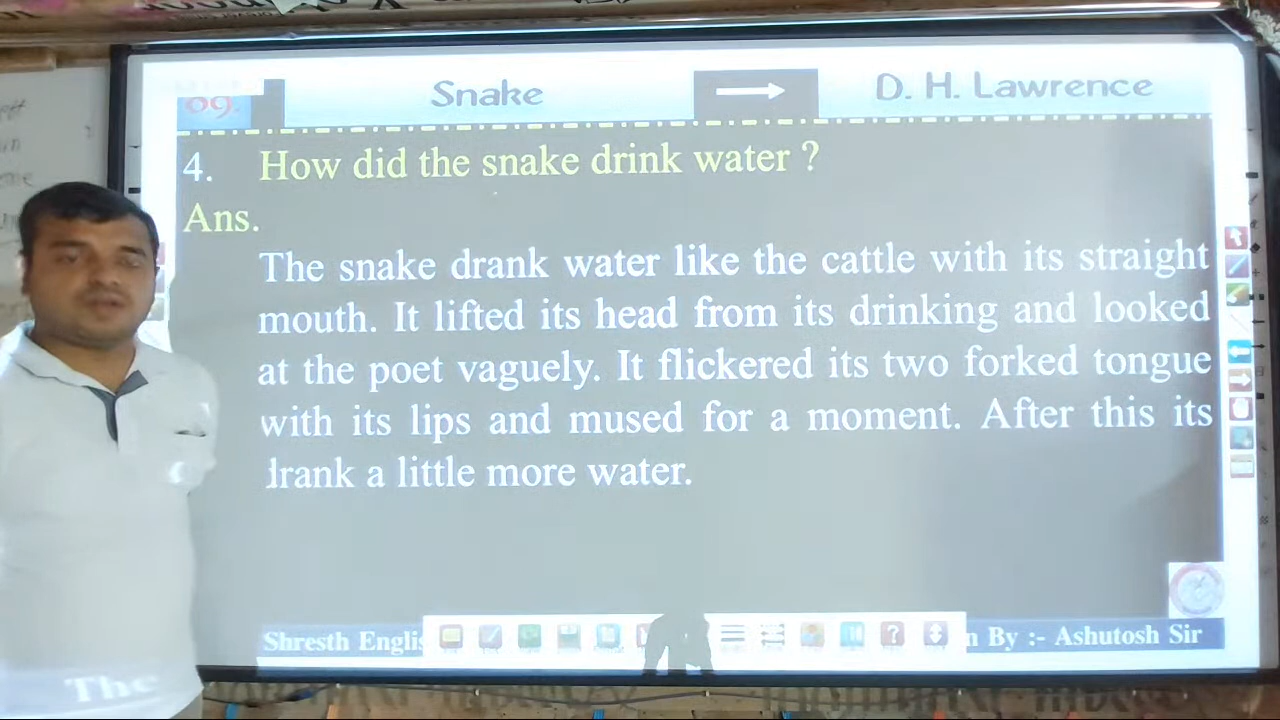 09. Snake D. H. Lawrence
4. How did the snake drink water ?
Ans.
The snake drank water like the cattle with its straight
mouth. It lifted its head from its drinking and looked
at the poet vaguely. It flickered its two forked tongue
with its lips and mused for a moment. After this its
drank a little more water.
Shresth By :- Ashutosh Sir
The